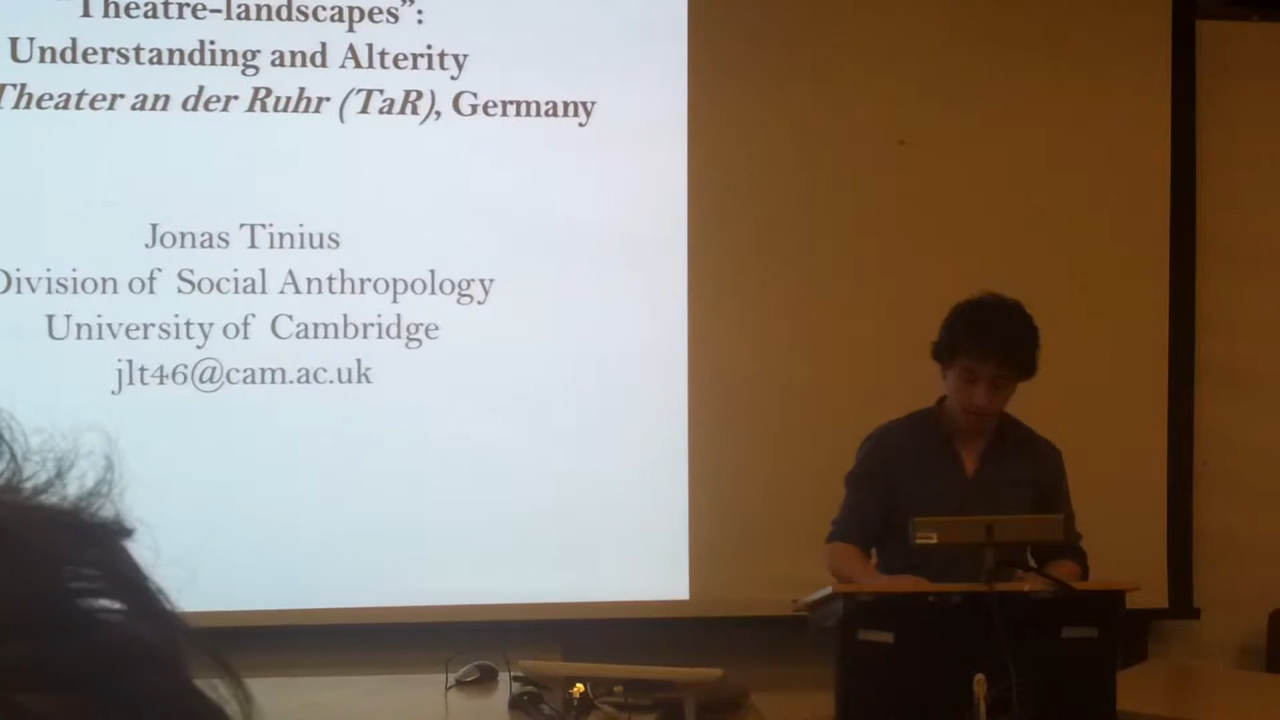 "Theatre-landscapes":
Understanding and Alterity
Theater an der Ruhr (TaR), Germany
Jonas Tinius
Division of Social Anthropology
University of Cambridge
jlt46@cam.ac.uk